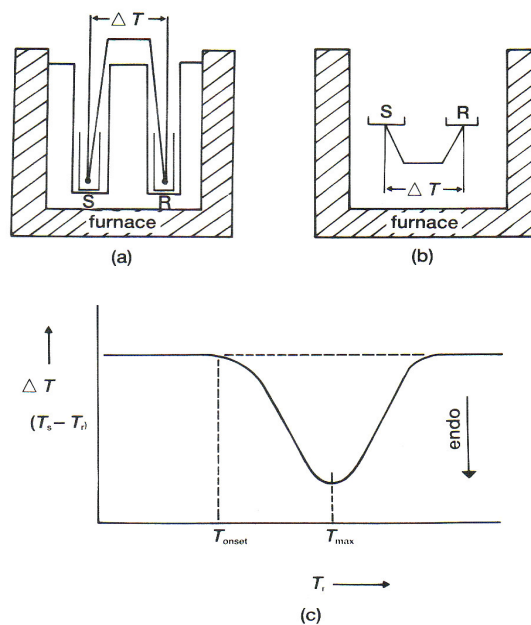 △ T
S
R
furnace
(a)
S
R
△ T
furnace
(b)
△ T
(Ts – Tr)
endo
Tonset
Tmax
Tr
(c)